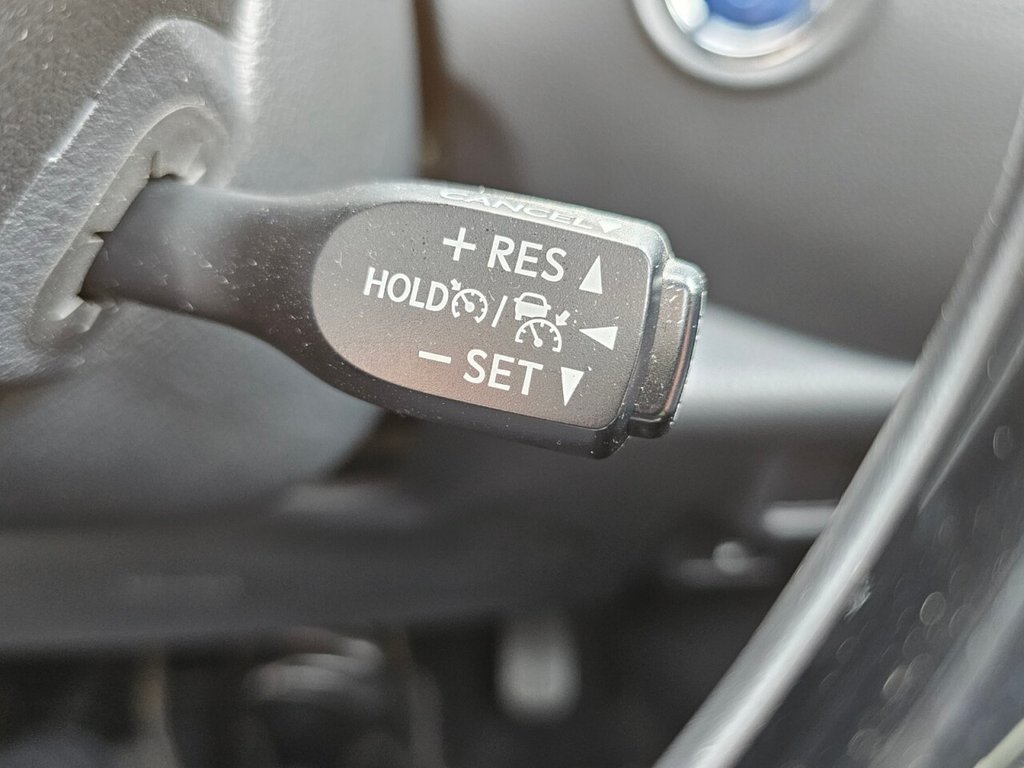 CANCEL
+ RES
HOLD /
− SET